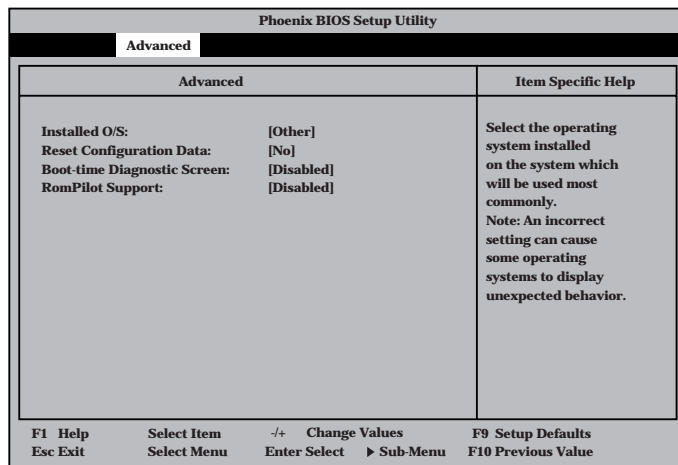 Phoenix BIOS Setup Utility
Advanced
Advanced
Item Specific Help
Installed O/S: [Other]
Reset Configuration Data: [No]
Boot-time Diagnostic Screen: [Disabled]
RomPilot Support: [Disabled]
Select the operating
system installed
on the system which
will be used most
commonly.
Note: An incorrect
setting can cause
some operating
systems to display
unexpected behavior.
F1 Help Select Item -/+ Change Values F9 Setup Defaults
Esc Exit Select Menu Enter Select ▶ Sub-Menu F10 Previous Value